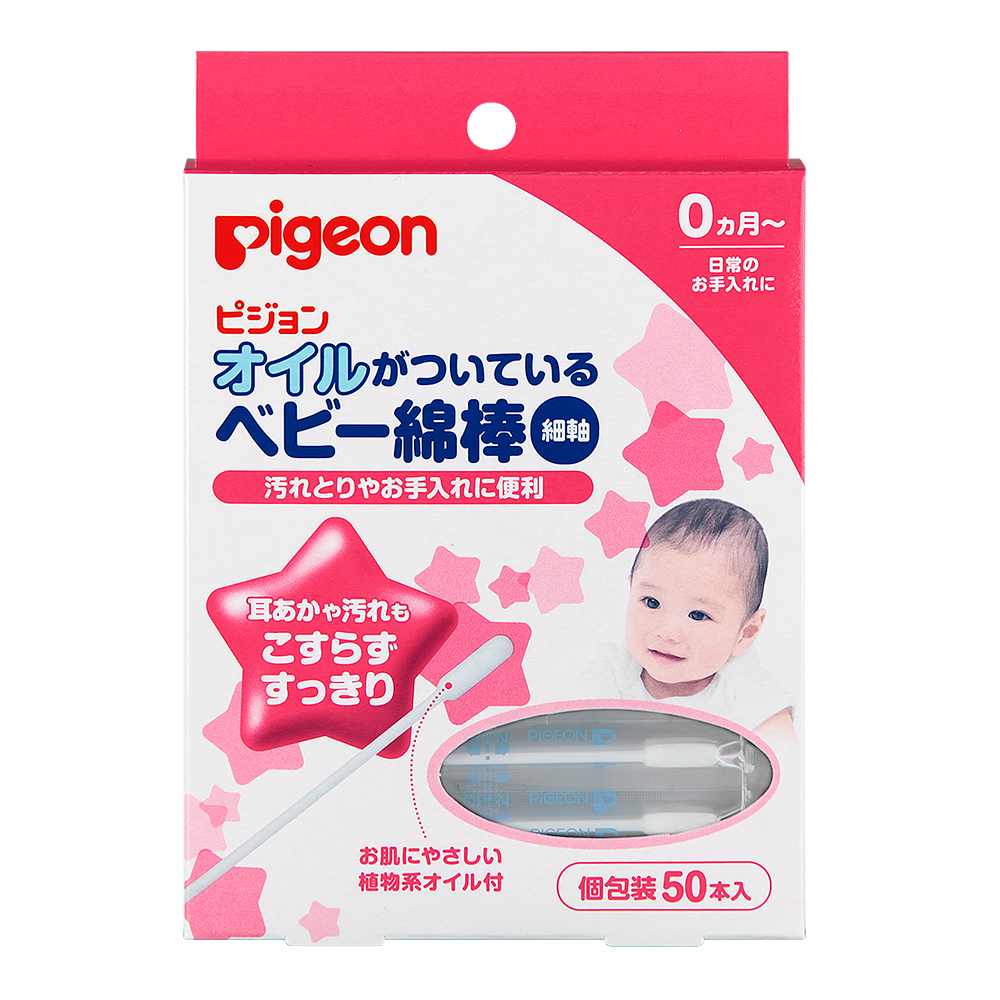 Pigeon
0ヵ月～
日常の
お手入れに
ピジョン
オイルがついている
ベビー綿棒 細軸
汚れとりやお手入れに便利
耳あかや汚れも
こすらず
すっきり
PIGEON
PIGEON
PIGEON
お肌にやさしい
植物系オイル付
個包装50本入